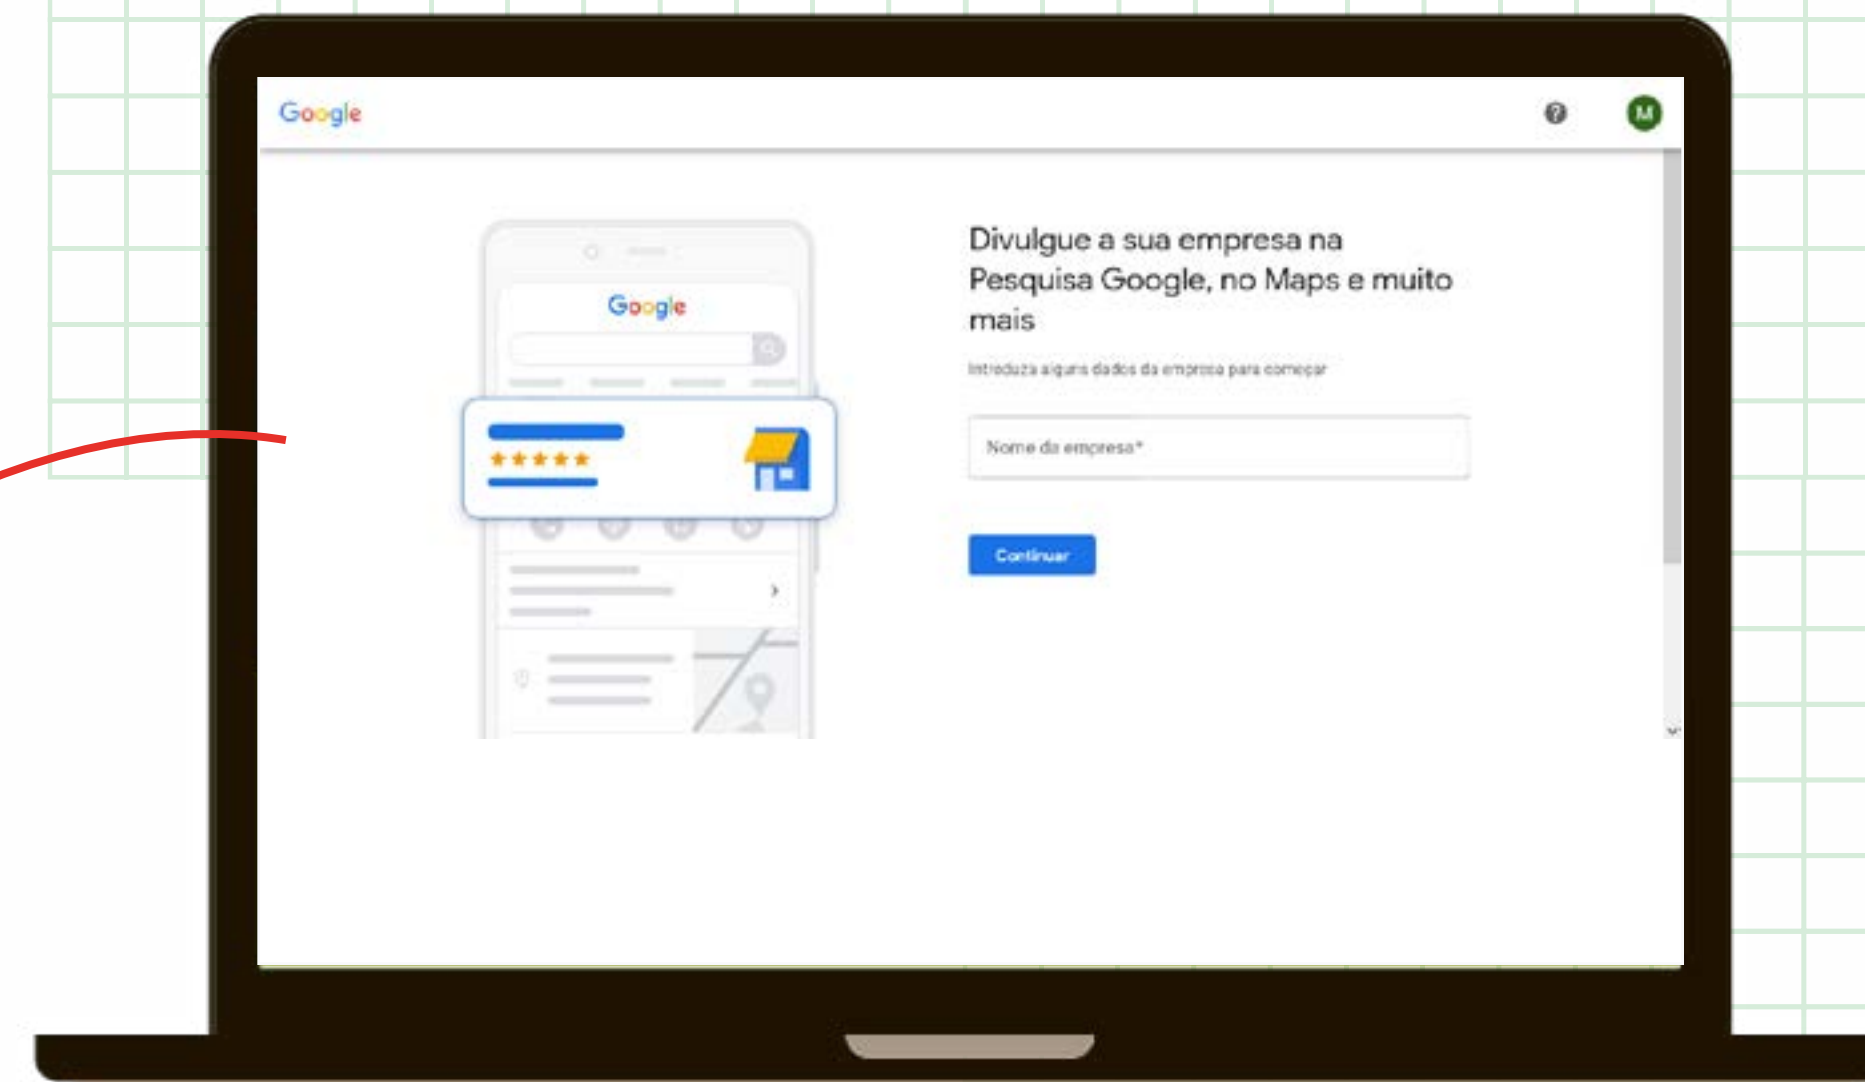 Google
M
Google
Divulgue a sua empresa na
Pesquisa Google, no Maps e muito
mais
Introduza alguns dados da empresa para começar
Nome da empresa*
Continuar